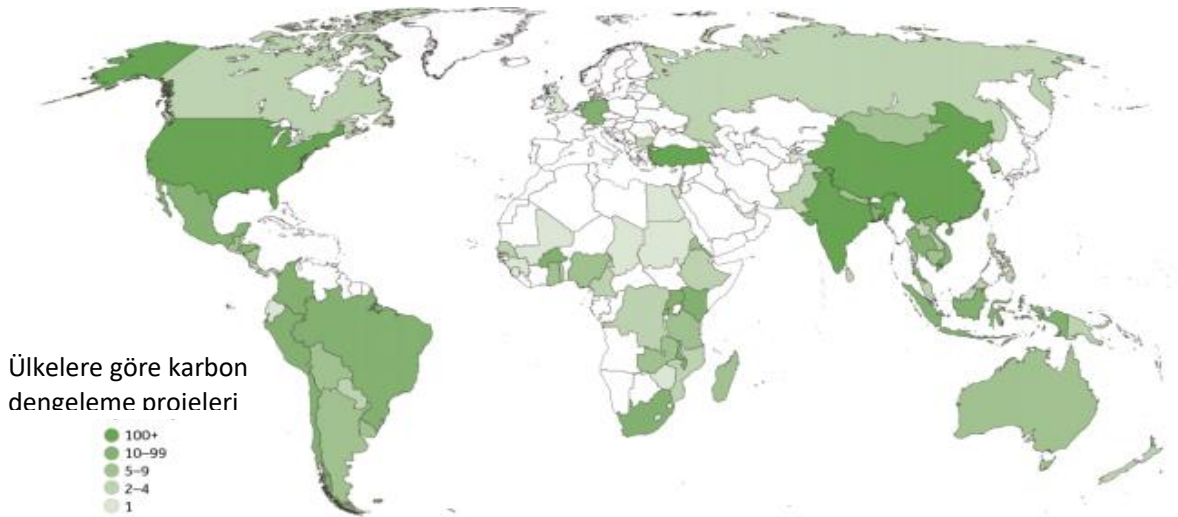 Ülkelere göre karbon
dengeleme projeleri
100+
10–99
5–9
2–4
1